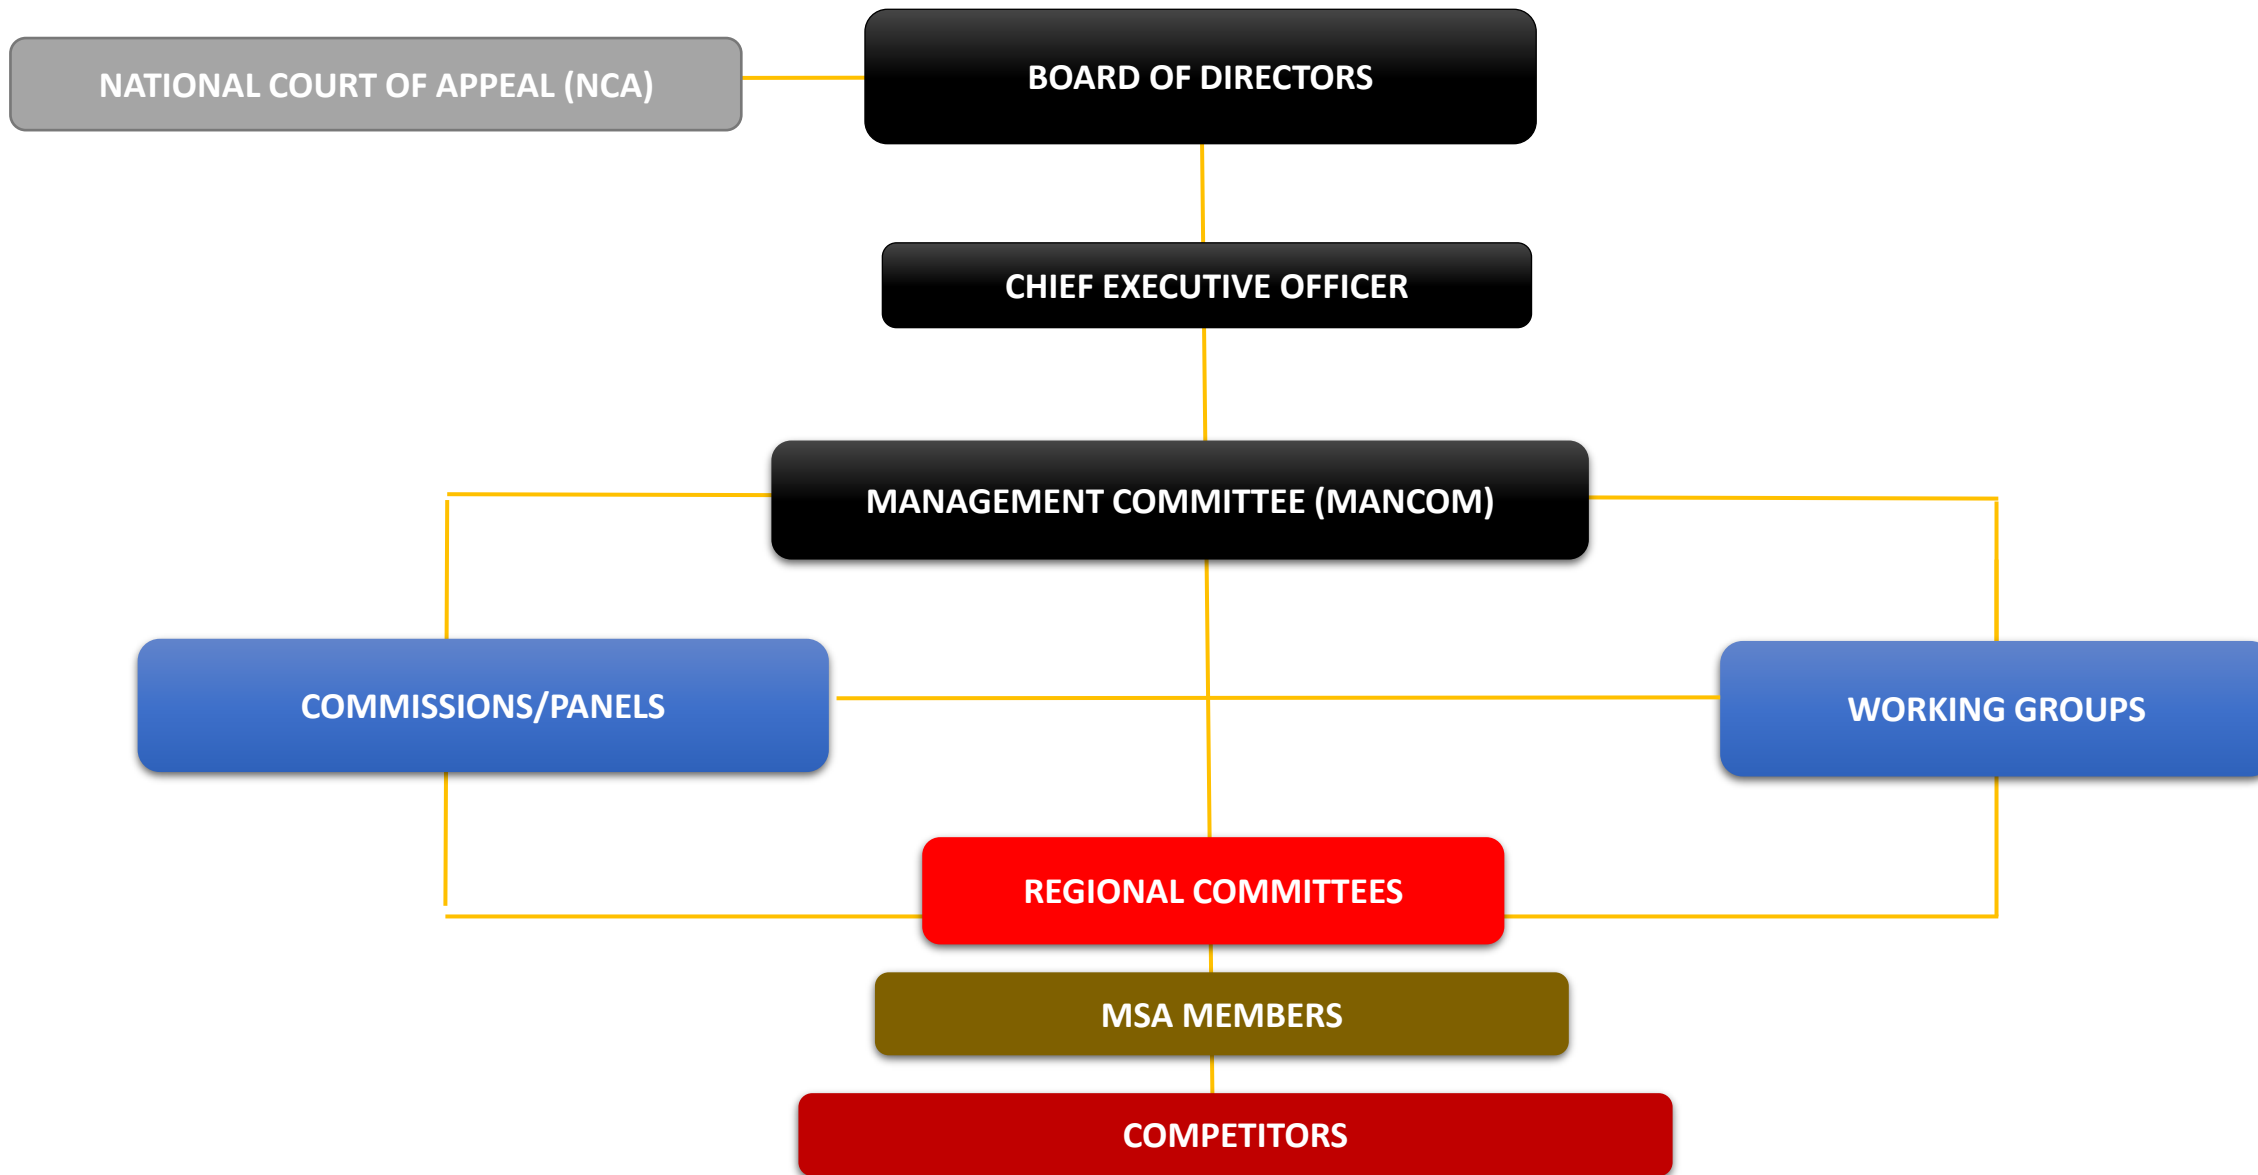 NATIONAL COURT OF APPEAL (NCA)
BOARD OF DIRECTORS
CHIEF EXECUTIVE OFFICER
MANAGEMENT COMMITTEE (MANCOM)
COMMISSIONS/PANELS
WORKING GROUPS
REGIONAL COMMITTEES
MSA MEMBERS
COMPETITORS